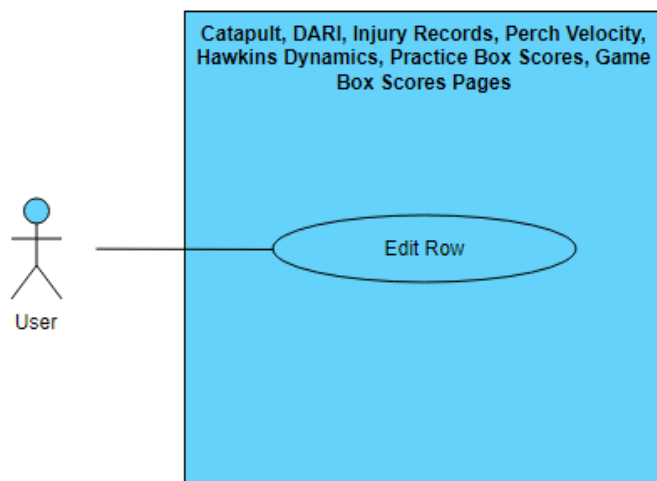 Catapult, DARI, Injury Records, Perch Velocity,
Hawkins Dynamics, Practice Box Scores, Game
Box Scores Pages
Edit Row
User